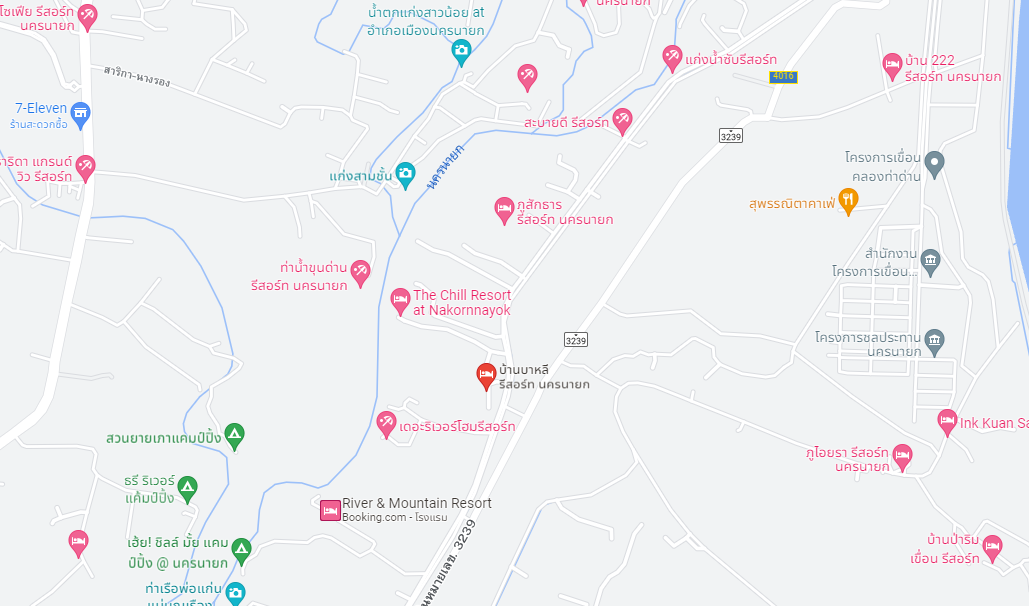 โซเฟีย รีสอร์ท
นครนายก
น้ำตกแก่งสาวน้อย at
อำเภอเมืองนครนายก
นครนายก
แก่งน้ำซับรีสอร์ท
บ้าน 222
รีสอร์ท นครนายก
4016
สาริกา-นางรอง
7-Eleven
ร้านสะดวกซื้อ
สะบายดี รีสอร์ท
3239
โครงการเขื่อน
คลองท่าด่าน
แกรนด์
วิว รีสอร์ท
แก่งสามชั้น
นครนายก
ภูสักธาร
รีสอร์ท นครนายก
สุพรรณิตาคาเฟ่
สำนักงาน
โครงการเขื่อน...
ท่าน้ำขุนด่าน
รีสอร์ท นครนายก
The Chill Resort
at Nakornnayok
3239
โครงการชลประทาน
นครนายก
บ้านบาหลี
รีสอร์ท นครนายก
เดอะริเวอร์โฮมรีสอร์ท
Ink Kuan Sa
สวนยายเภาแคมป์ปิ้ง
ภูไอยรา รีสอร์ท
นครนายก
ธรี ริเวอร์
แค้มป์ปิ้ง
River & Mountain Resort
Booking.com - โรงแรม
เฮ้ย! ชิลล์ มั้ย แคม
ป์ปิ้ง @ นครนายก
นหมายเลข. 3239
บ้านป่าริม
เขื่อน รีสอร์ท
ท่าเรือพ่อแก่น